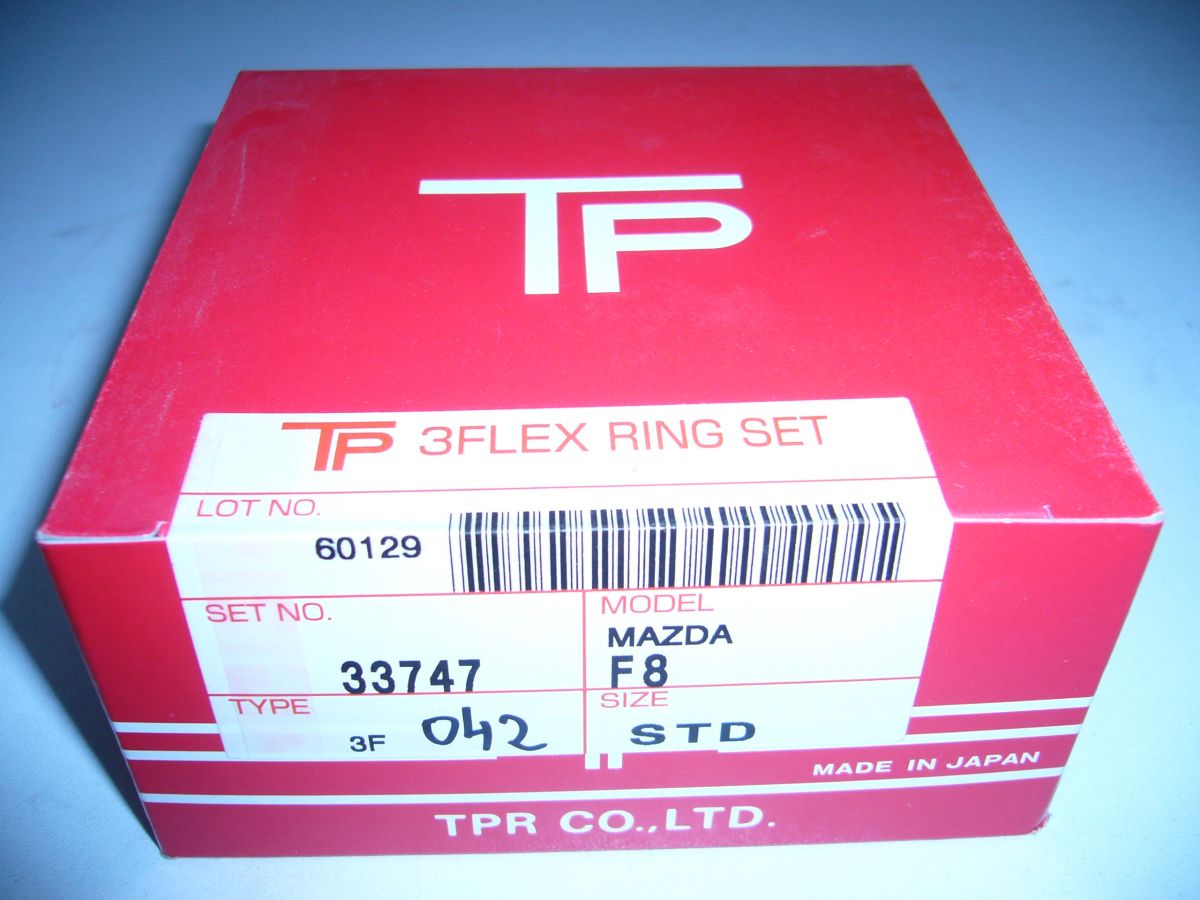 TP
TP 3FLEX RING SET
LOT NO.
60129
SET NO.
33747
MODEL
MAZDA
F8
TYPE
3F 042
SIZE
STD
MADE IN JAPAN
TPR CO.,LTD.